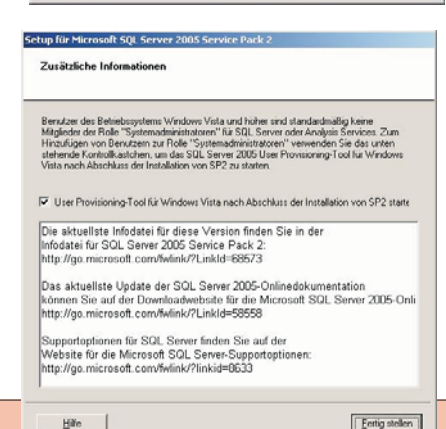 Setup für Microsoft SQL Server 2005 Service Pack 2
Zusätzliche Informationen
Benutzer des Betriebssystems Windows Vista und höher sind standardmäßig keine
Mitglieder der Rolle "Systemadministratoren" für SQL Server oder Analysis Services. Zum
Hinzufügen von Benutzern zur Rolle "Systemadministratoren" verwenden Sie das unten
stehende Kontrollkästchen, um das SQL Server 2005 User Provisioning-Tool für Windows
Vista nach Abschluss der Installation von SP2 zu starten.
User Provisioning-Tool für Windows Vista nach Abschluss der Installation von SP2 starte
Die aktuellste Infodatei für diese Version finden Sie in der
Infodatei für SQL Server 2005 Service Pack 2:
http://go.microsoft.com/fwlink/?LinkId=68573
Das aktuellste Update der SQL Server 2005-Onlinedokumentation
können Sie auf der Downloadwebsite für die Microsoft SQL Server 2005-Onli
http://go.microsoft.com/fwlink/?LinkId=58558
Supportoptionen für SQL Server finden Sie auf der
Website für die Microsoft SQL Server-Supportoptionen:
http://go.microsoft.com/fwlink/?linkid=8633
Hilfe
Fertig stellen